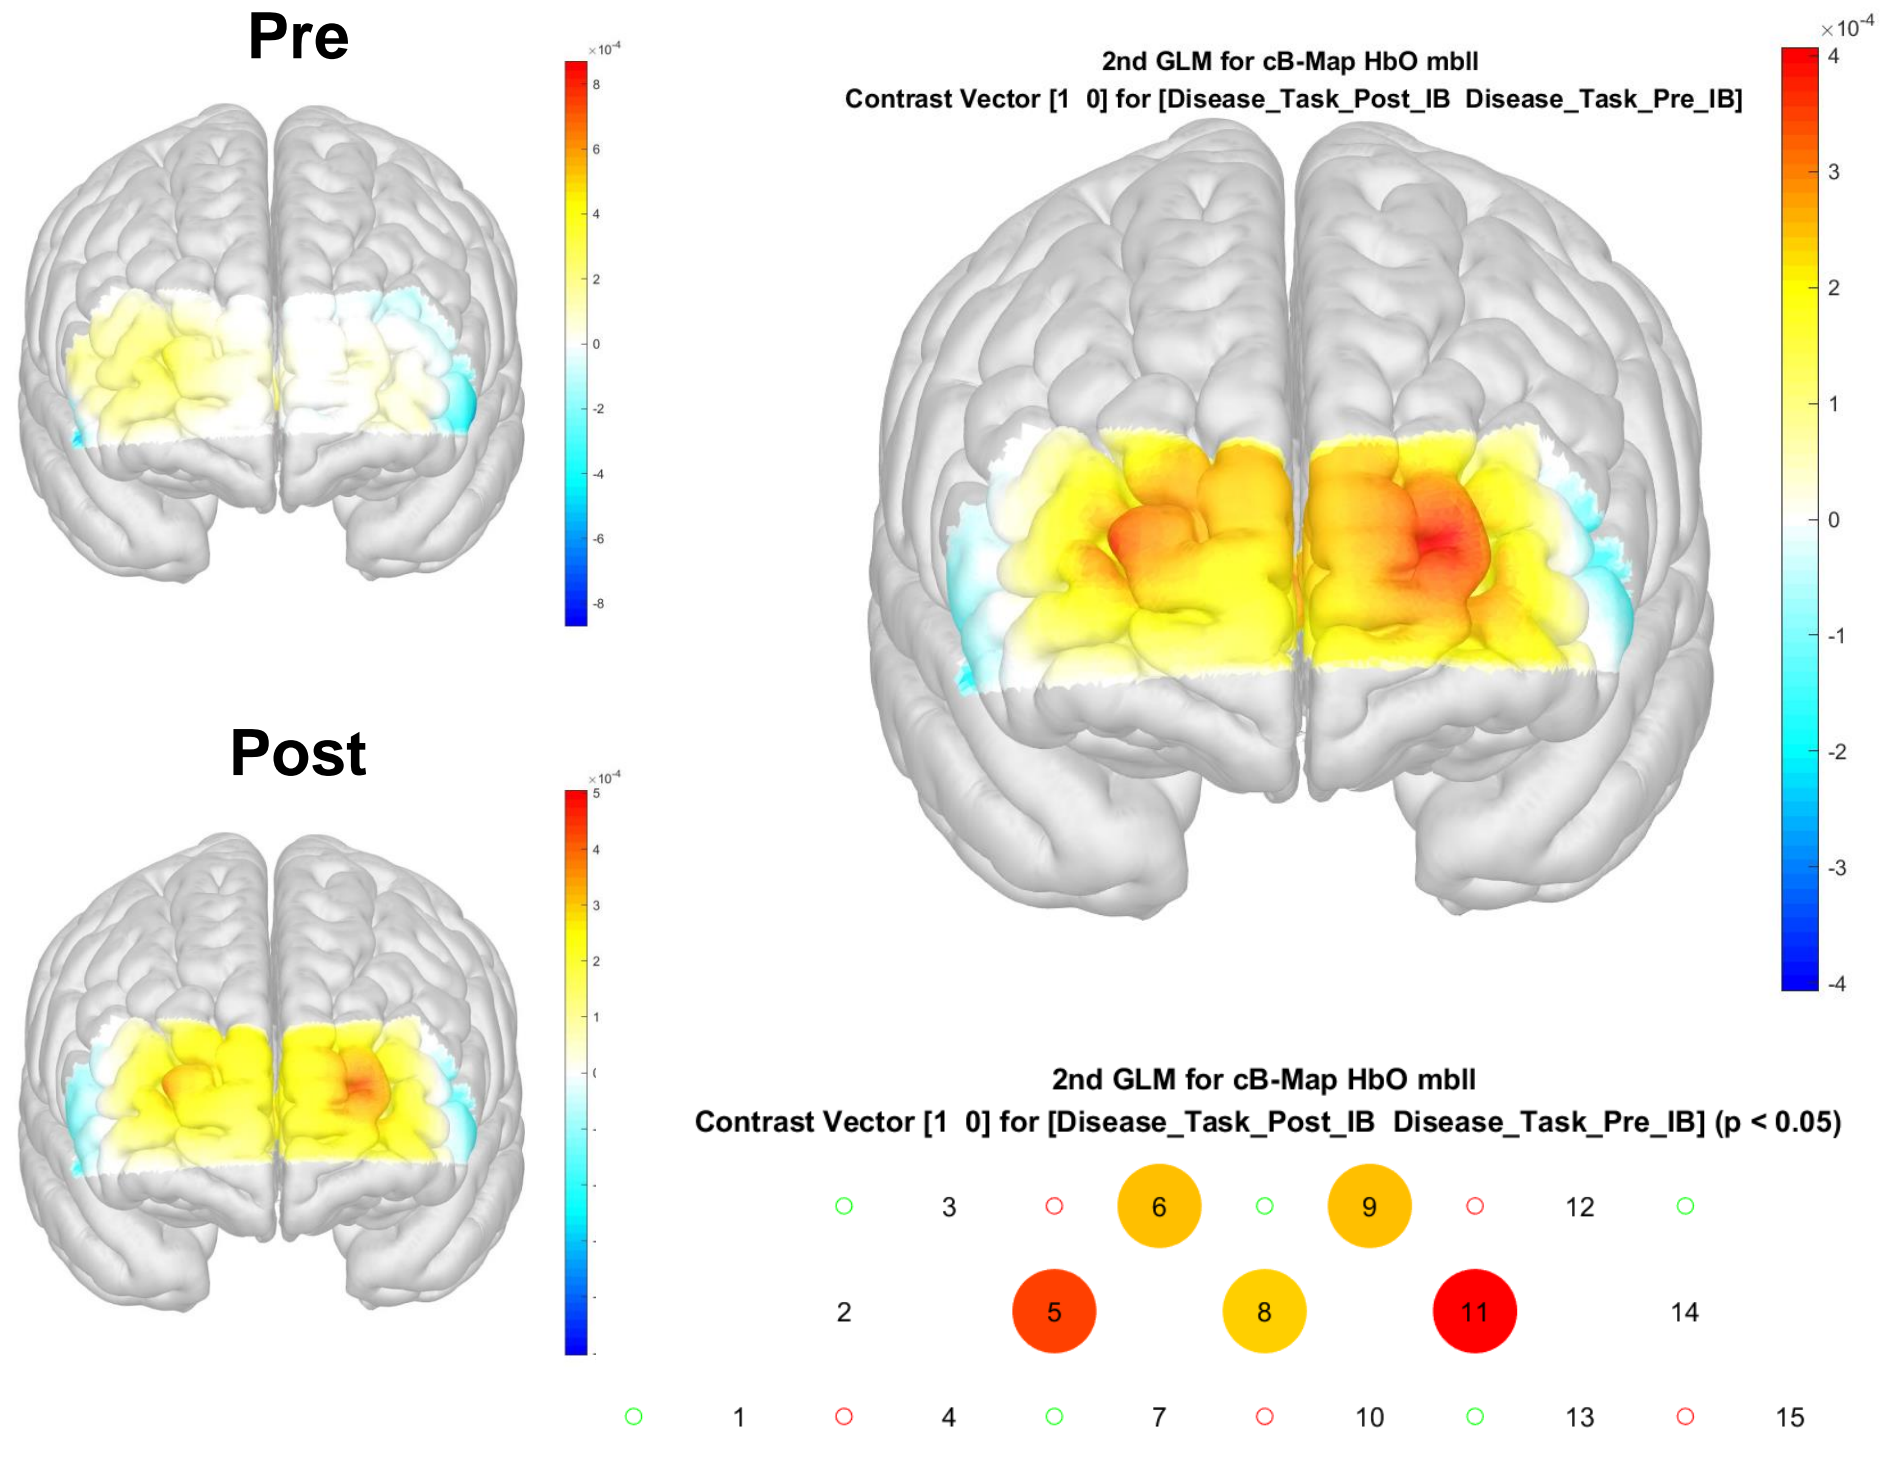 Pre
×10-4
8
6
4
2
0
-2
-4
-6
-8
2nd GLM for cB-Map HbO mbll
Contrast Vector [1 0] for [Disease_Task_Post_IB Disease_Task_Pre_IB]
×10-4
4
3
2
1
0
-1
-2
-3
-4
Post
×10-4
5
4
3
2
1
2nd GLM for cB-Map HbO mbll
Contrast Vector [1 0] for [Disease_Task_Post_IB Disease_Task_Pre_IB] (p < 0.05)
3 6 9 12
2 5 8 11 14
1 4 7 10 13 15